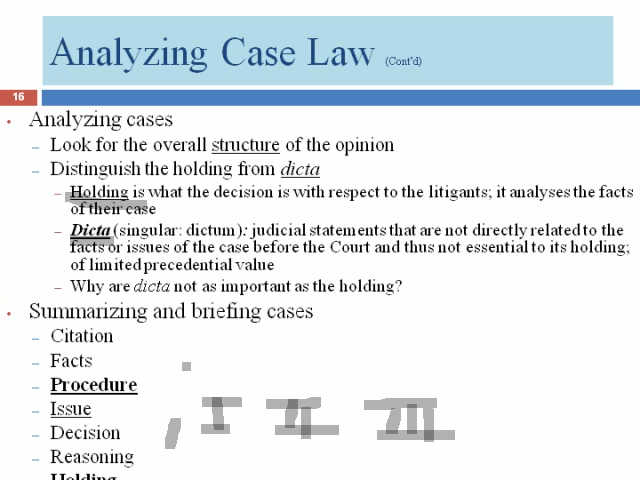 Analyzing Case Law (Cont'd)
16
• Analyzing cases
– Look for the overall structure of the opinion
– Distinguish the holding from dicta
– Holding is what the decision is with respect to the litigants; it analyses the facts
of their case
– Dicta (singular: dictum): judicial statements that are not directly related to the
facts or issues of the case before the Court and thus not essential to its holding;
of limited precedential value
– Why are dicta not as important as the holding?
• Summarizing and briefing cases
– Citation
– Facts
– Procedure
– Issue
– Decision
– Reasoning
Holding
I II III